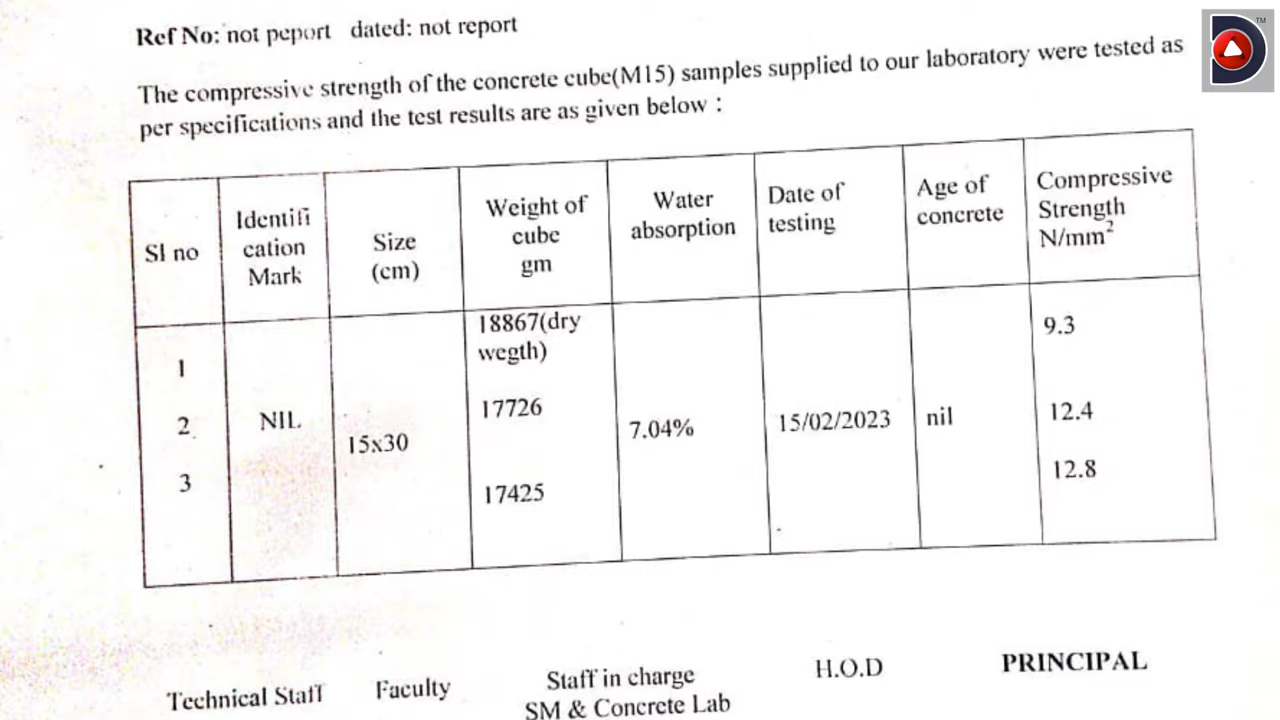 Ref No: not peport dated: not report
The compressive strength of the concrete cube(M15) samples supplied to our laboratory were tested as
per specifications and the test results are as given below :
Sl no
Identifi
cation
Mark
Size
(cm)
Weight of
cube
gm
Water
absorption
Date of
testing
Age of
concrete
Compressive
Strength
N/mm²
1
2
3
NIL
15x30
18867(dry
wegth)
17726
17425
7.04%
15/02/2023
nil
9.3
12.4
12.8
Technical Staff
Faculty
Staff in charge
SM & Concrete Lab
H.O.D
PRINCIPAL
TM